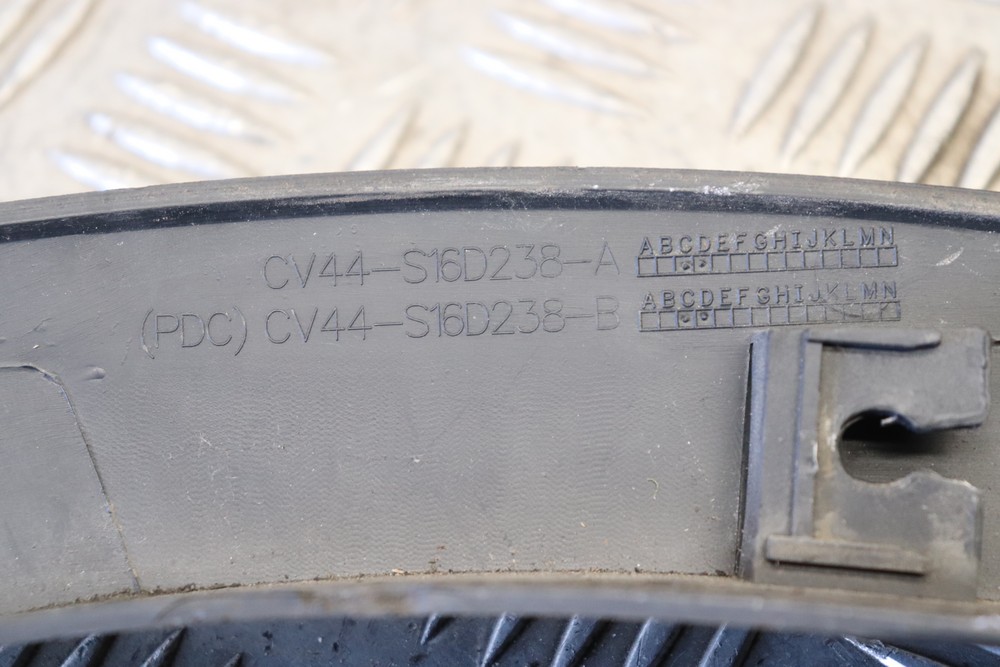 CV44-S16D238-A ABCDEFGHIJKLMN
(PDC) CV44-S16D238-B ABCDEFGHIJKLMN